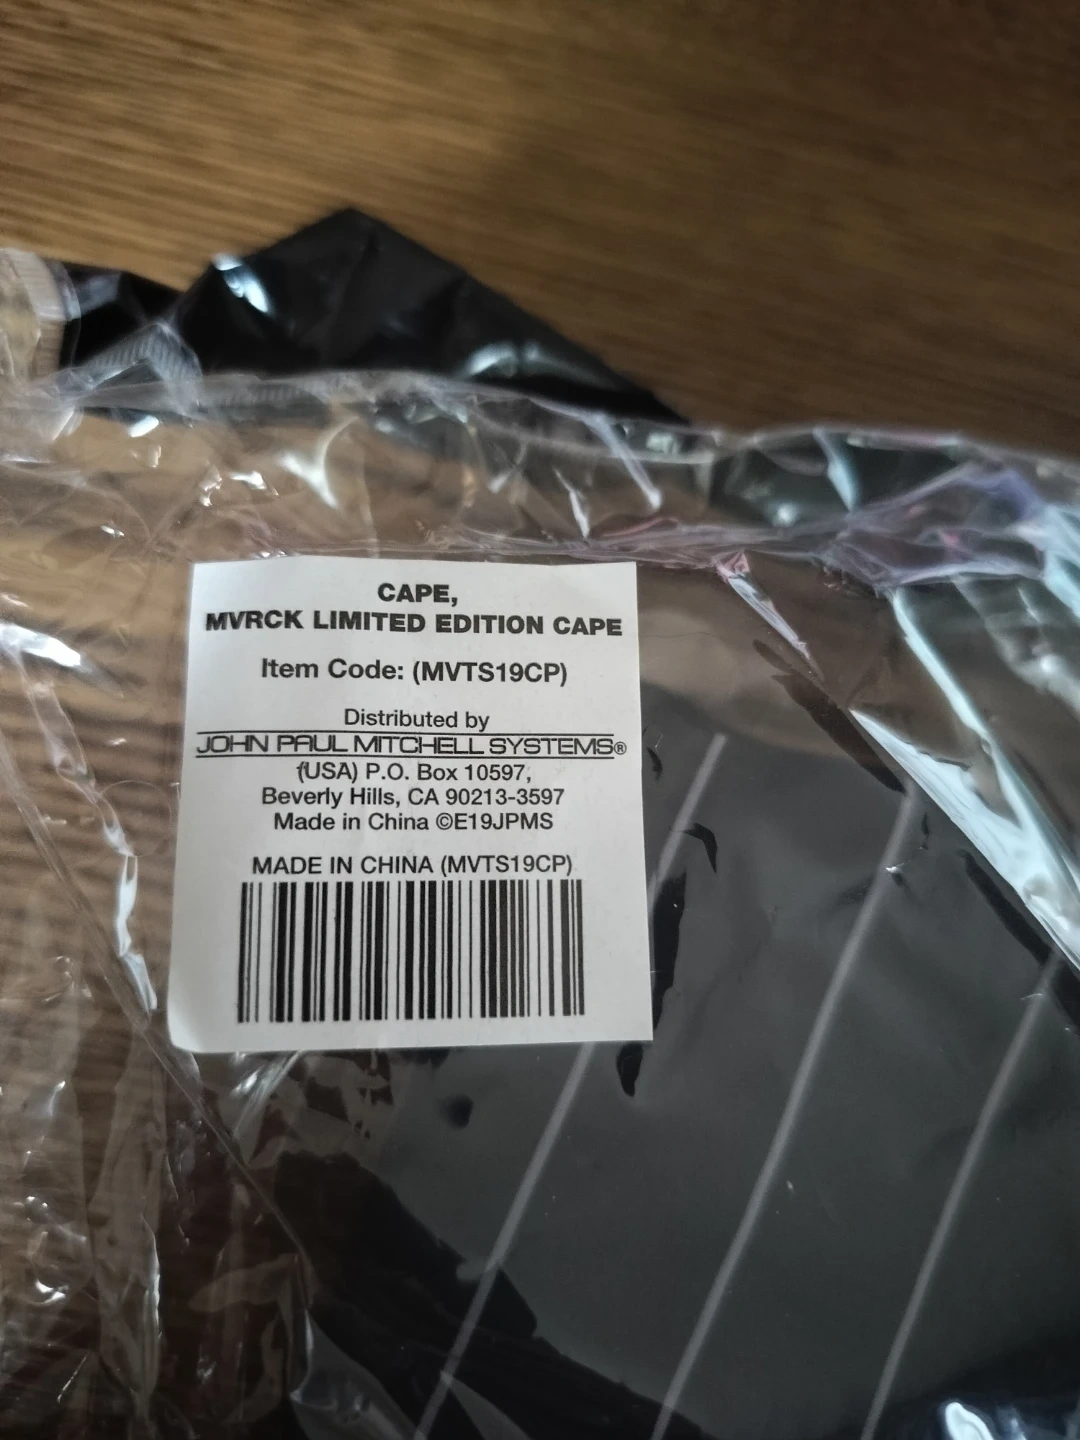 CAPE,
MVRCK LIMITED EDITION CAPE
Item Code: (MVTS19CP)
Distributed by
JOHN PAUL MITCHELL SYSTEMS®
(USA) P.O. Box 10597,
Beverly Hills, CA 90213-3597
Made in China ©E19JPMS
MADE IN CHINA (MVTS19CP)